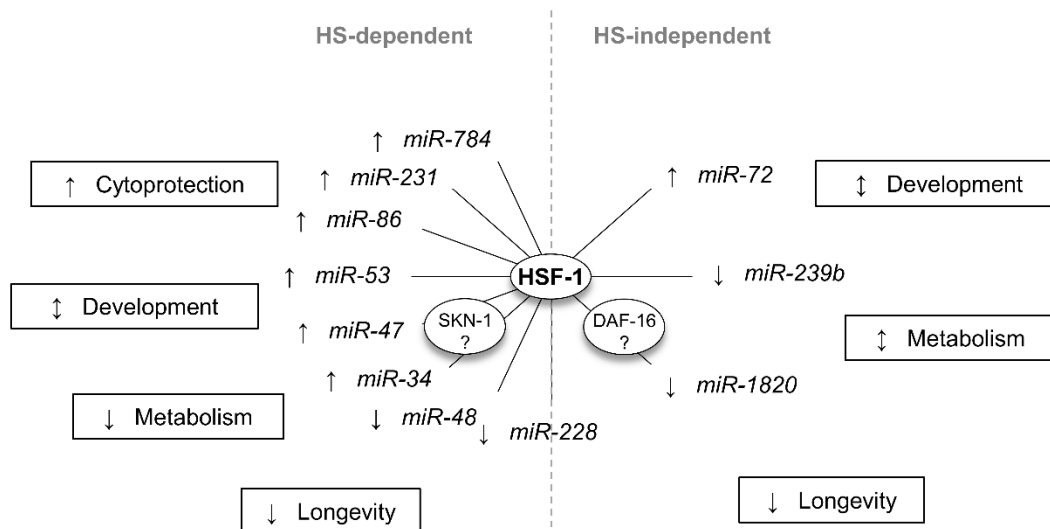 HS-dependent
HS-independent
↑ miR-784
↑ Cytoprotection
↑ miR-231
↑ miR-72
↕ Development
↑ miR-86
↑ miR-53
HSF-1
↓ miR-239b
↕ Development
↑ miR-47
SKN-1
?
DAF-16
?
↕ Metabolism
↑ miR-34
↓ miR-1820
↓ Metabolism
↓ miR-48
↓ miR-228
↓ Longevity
↓ Longevity